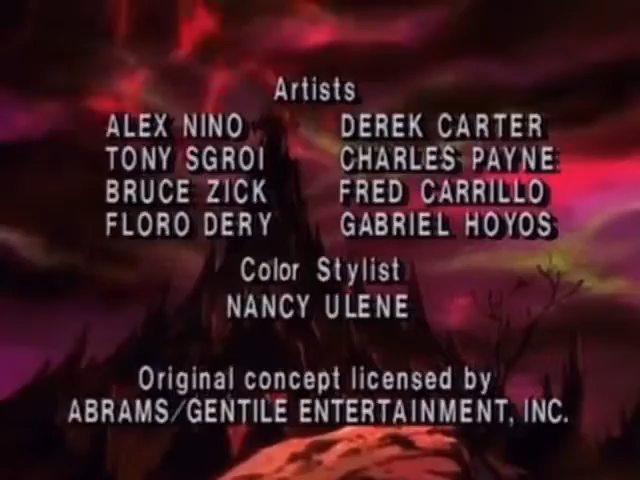 Artists
ALEX NINO DEREK CARTER
TONY SGROI CHARLES PAYNE
BRUCE ZICK FRED CARRILLO
FLORO DERY GABRIEL HOYOS
Color Stylist
NANCY ULENE
Original concept licensed by
ABRAMS/GENTILE ENTERTAINMENT, INC.